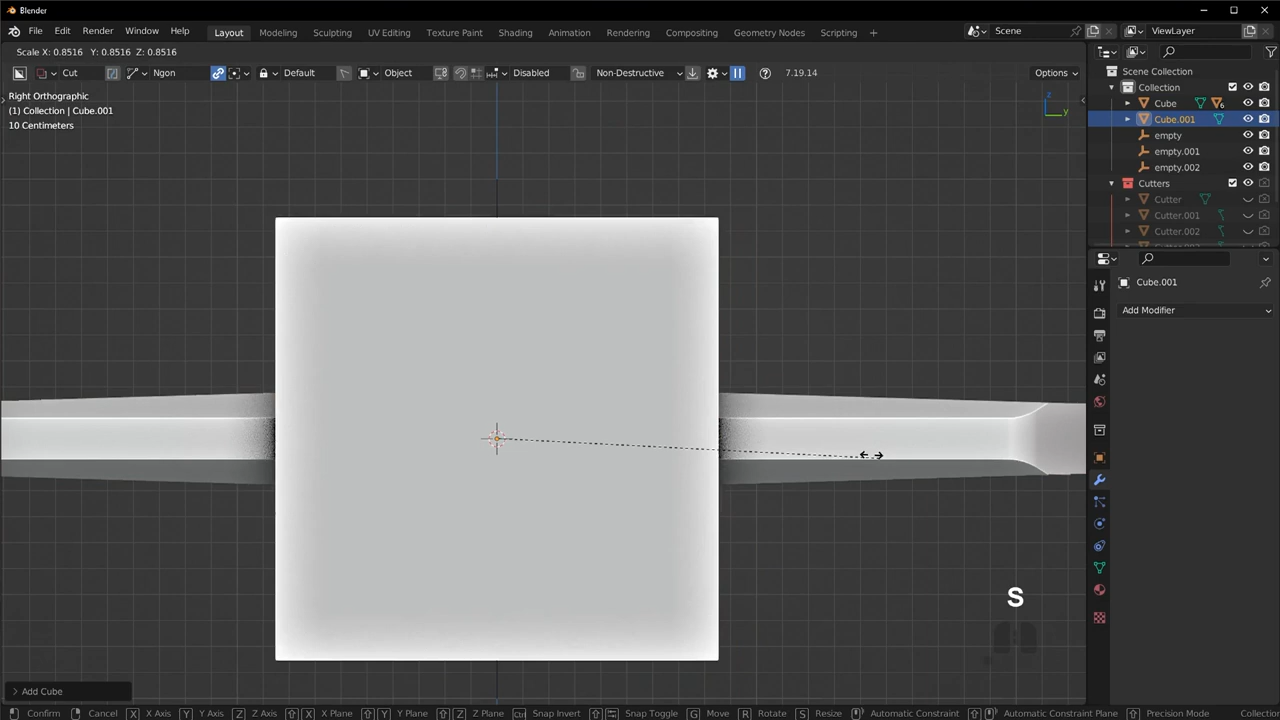 Blender
File Edit Render Window Help Layout Modeling Sculpting UV Editing Texture Paint Shading Animation Rendering Compositing Geometry Nodes Scripting + Scene ViewLayer
Scale X: 0.8516 Y: 0.8516 Z: 0.8516
Cut Ngon Default Object Disabled Non-Destructive 7.19.14 Options
Right Orthographic
(1) Collection | Cube.001
10 Centimeters
z
y
Scene Collection
Collection
Cube 6
Cube.001
empty
empty.001
empty.002
Cutters
Cutter
Cutter.001
Cutter.002
Cube.001
Add Modifier
S
Add Cube
Confirm Cancel X X Axis Y Y Axis Z Z Axis X X Plane Y Y Plane Z Z Plane Ctrl Snap Invert Snap Toggle G Move R Rotate S Resize Automatic Constraint Automatic Constraint Plane Precision Mode Collectio